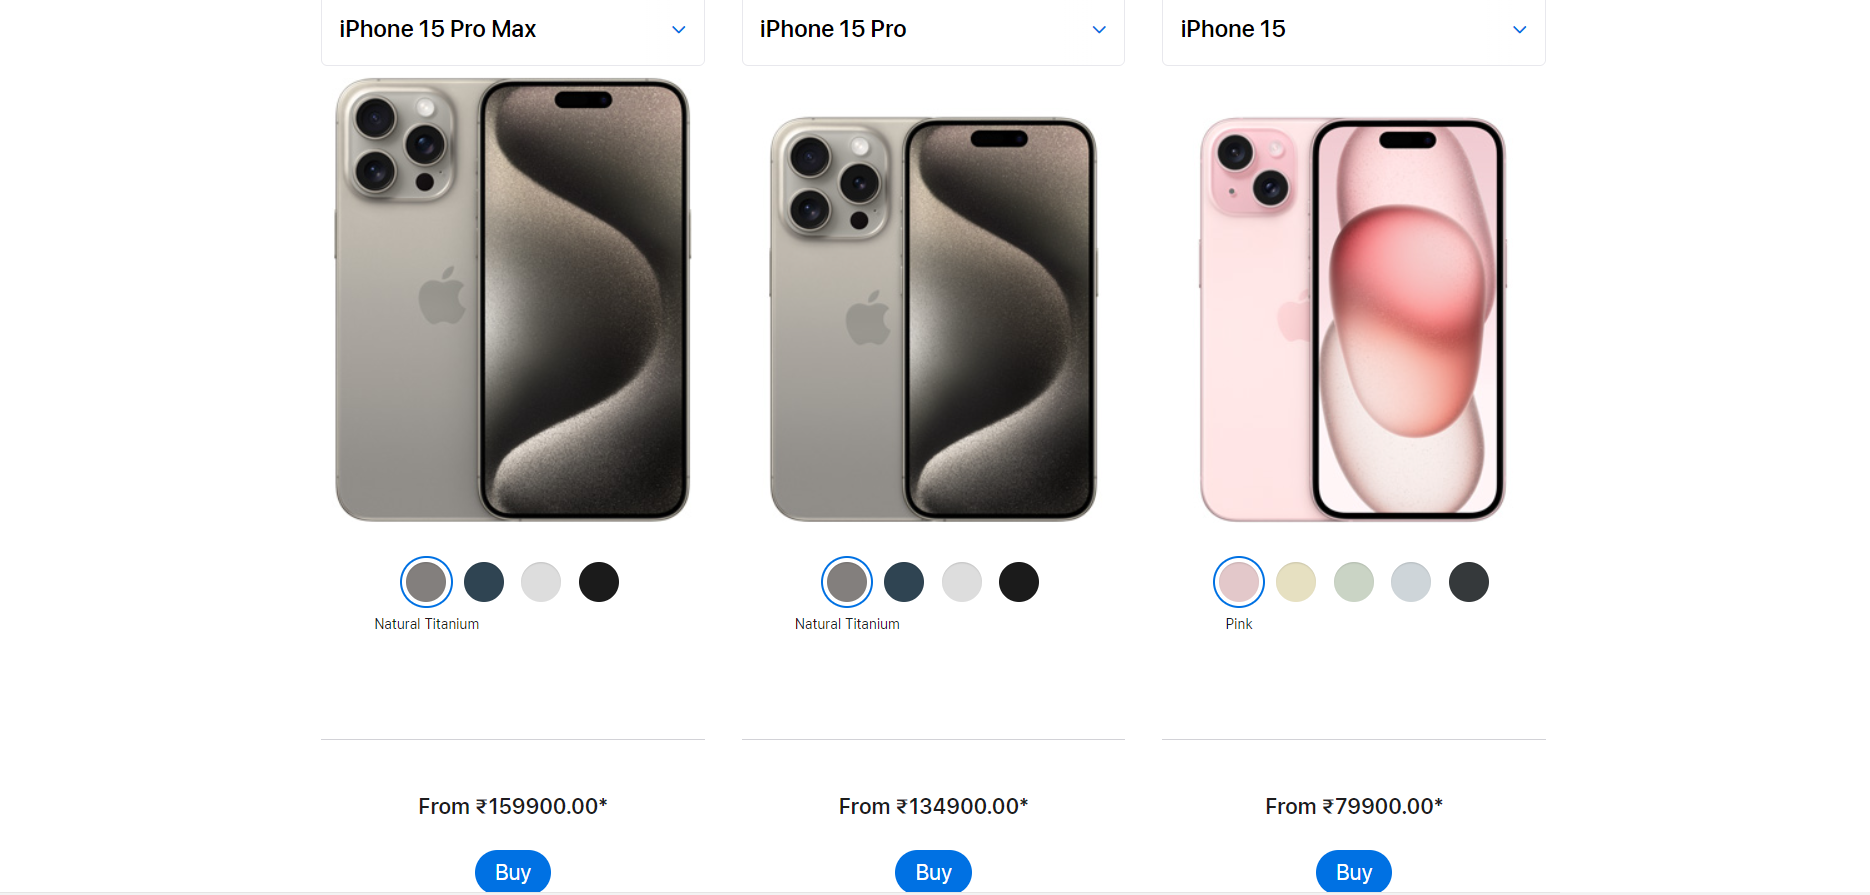 iPhone 15 Pro Max
iPhone 15 Pro
iPhone 15
Natural Titanium
Natural Titanium
Pink
From ₹159900.00*
From ₹134900.00*
From ₹79900.00*
Buy
Buy
Buy